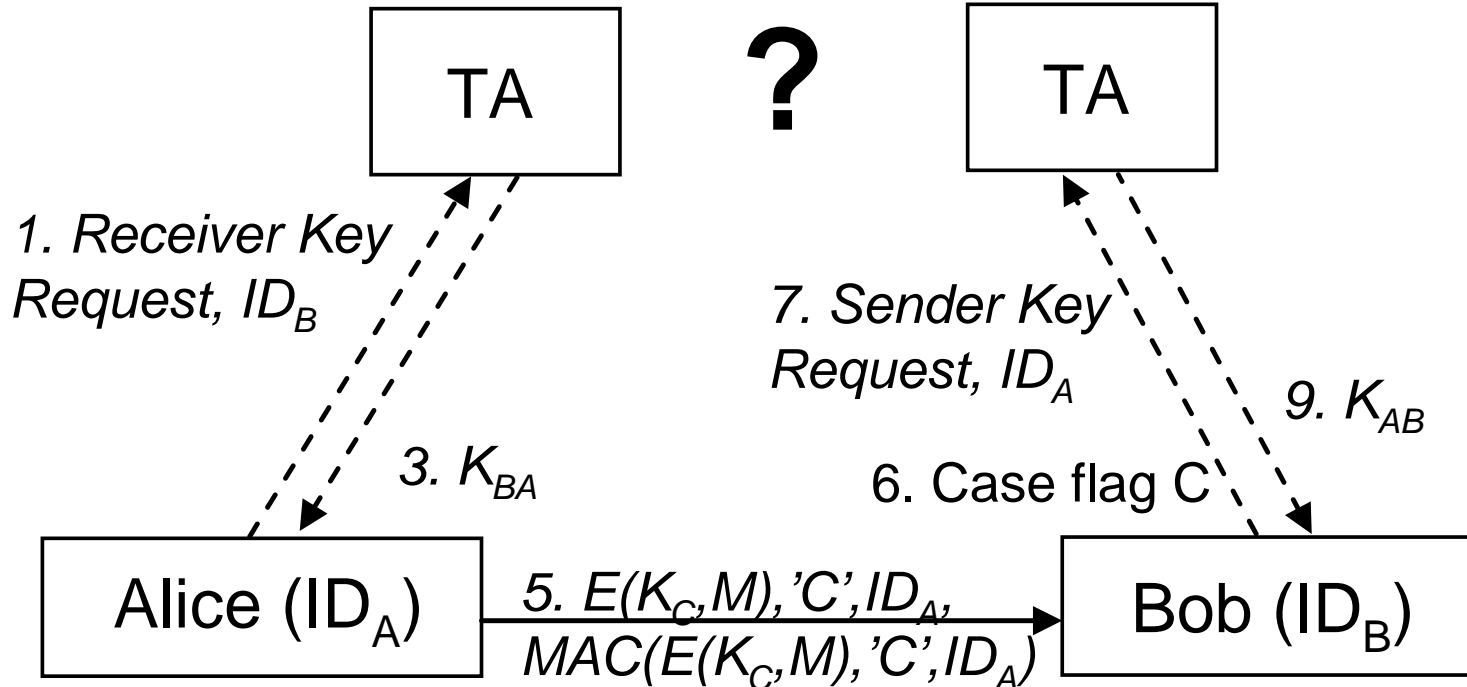 TA
?
TA
1. Receiver Key
Request, ID_B
7. Sender Key
Request, ID_A
3. K_BA
9. K_AB
6. Case flag C
Alice (ID_A)
5. E(K_C,M),'C',ID_A,
MAC(E(K_C,M),'C',ID_A)
Bob (ID_B)